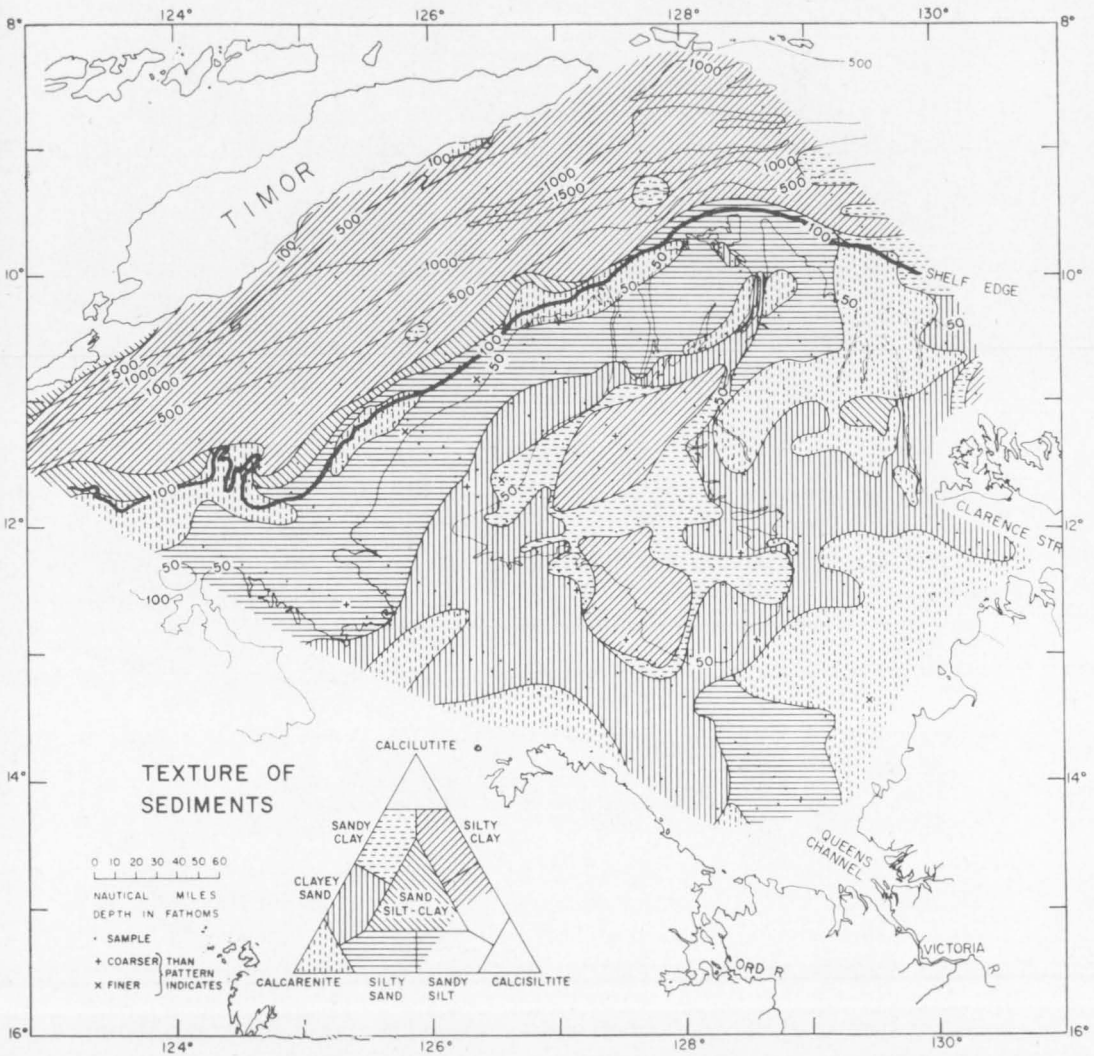 124° 126° 128° 130°
8° 8°
1000
500
TIMOR
100
1000
1500
1000
500
500
100
100
1000
10° 10°
SHELF EDGE
500
50
50
50
50
100
50
500
1000
1000
500
50
50
100
12° 12°
CLARENCE STR
50 50
100
50
14° 14°
TEXTURE OF
SEDIMENTS
CALCILUTITE
SANDY
CLAY
SILTY
CLAY
CLAYEY
SAND
SAND
SILT-CLAY
CALCARENITE
SILTY
SAND
SANDY
SILT
CALCISILTITE
0 10 20 30 40 50 60
NAUTICAL MILES
DEPTH IN FATHOMS
· SAMPLE
+ COARSER
× FINER
THAN
PATTERN
INDICATES
QUEENS
CHANNEL
VICTORIA
R
ORD R
16° 16°
124° 126° 128° 130°